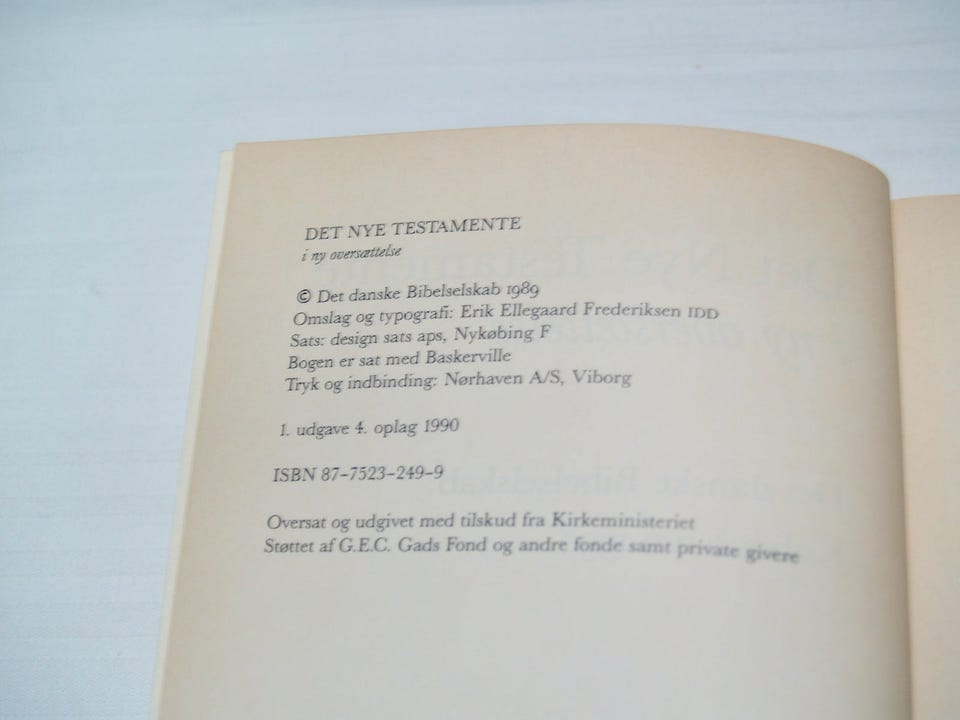 DET NYE TESTAMENTE
i ny oversættelse
© Det danske Bibelselskab 1989
Omslag og typografi: Erik Ellegaard Frederiksen IDD
Sats: design sats aps, Nykøbing F
Bogen er sat med Baskerville
Tryk og indbinding: Nørhaven A/S, Viborg
1. udgave 4. oplag 1990
ISBN 87-7523-249-9
Oversat og udgivet med tilskud fra Kirkeministeriet
Støttet af G.E.C. Gads Fond og andre fonde samt private givere